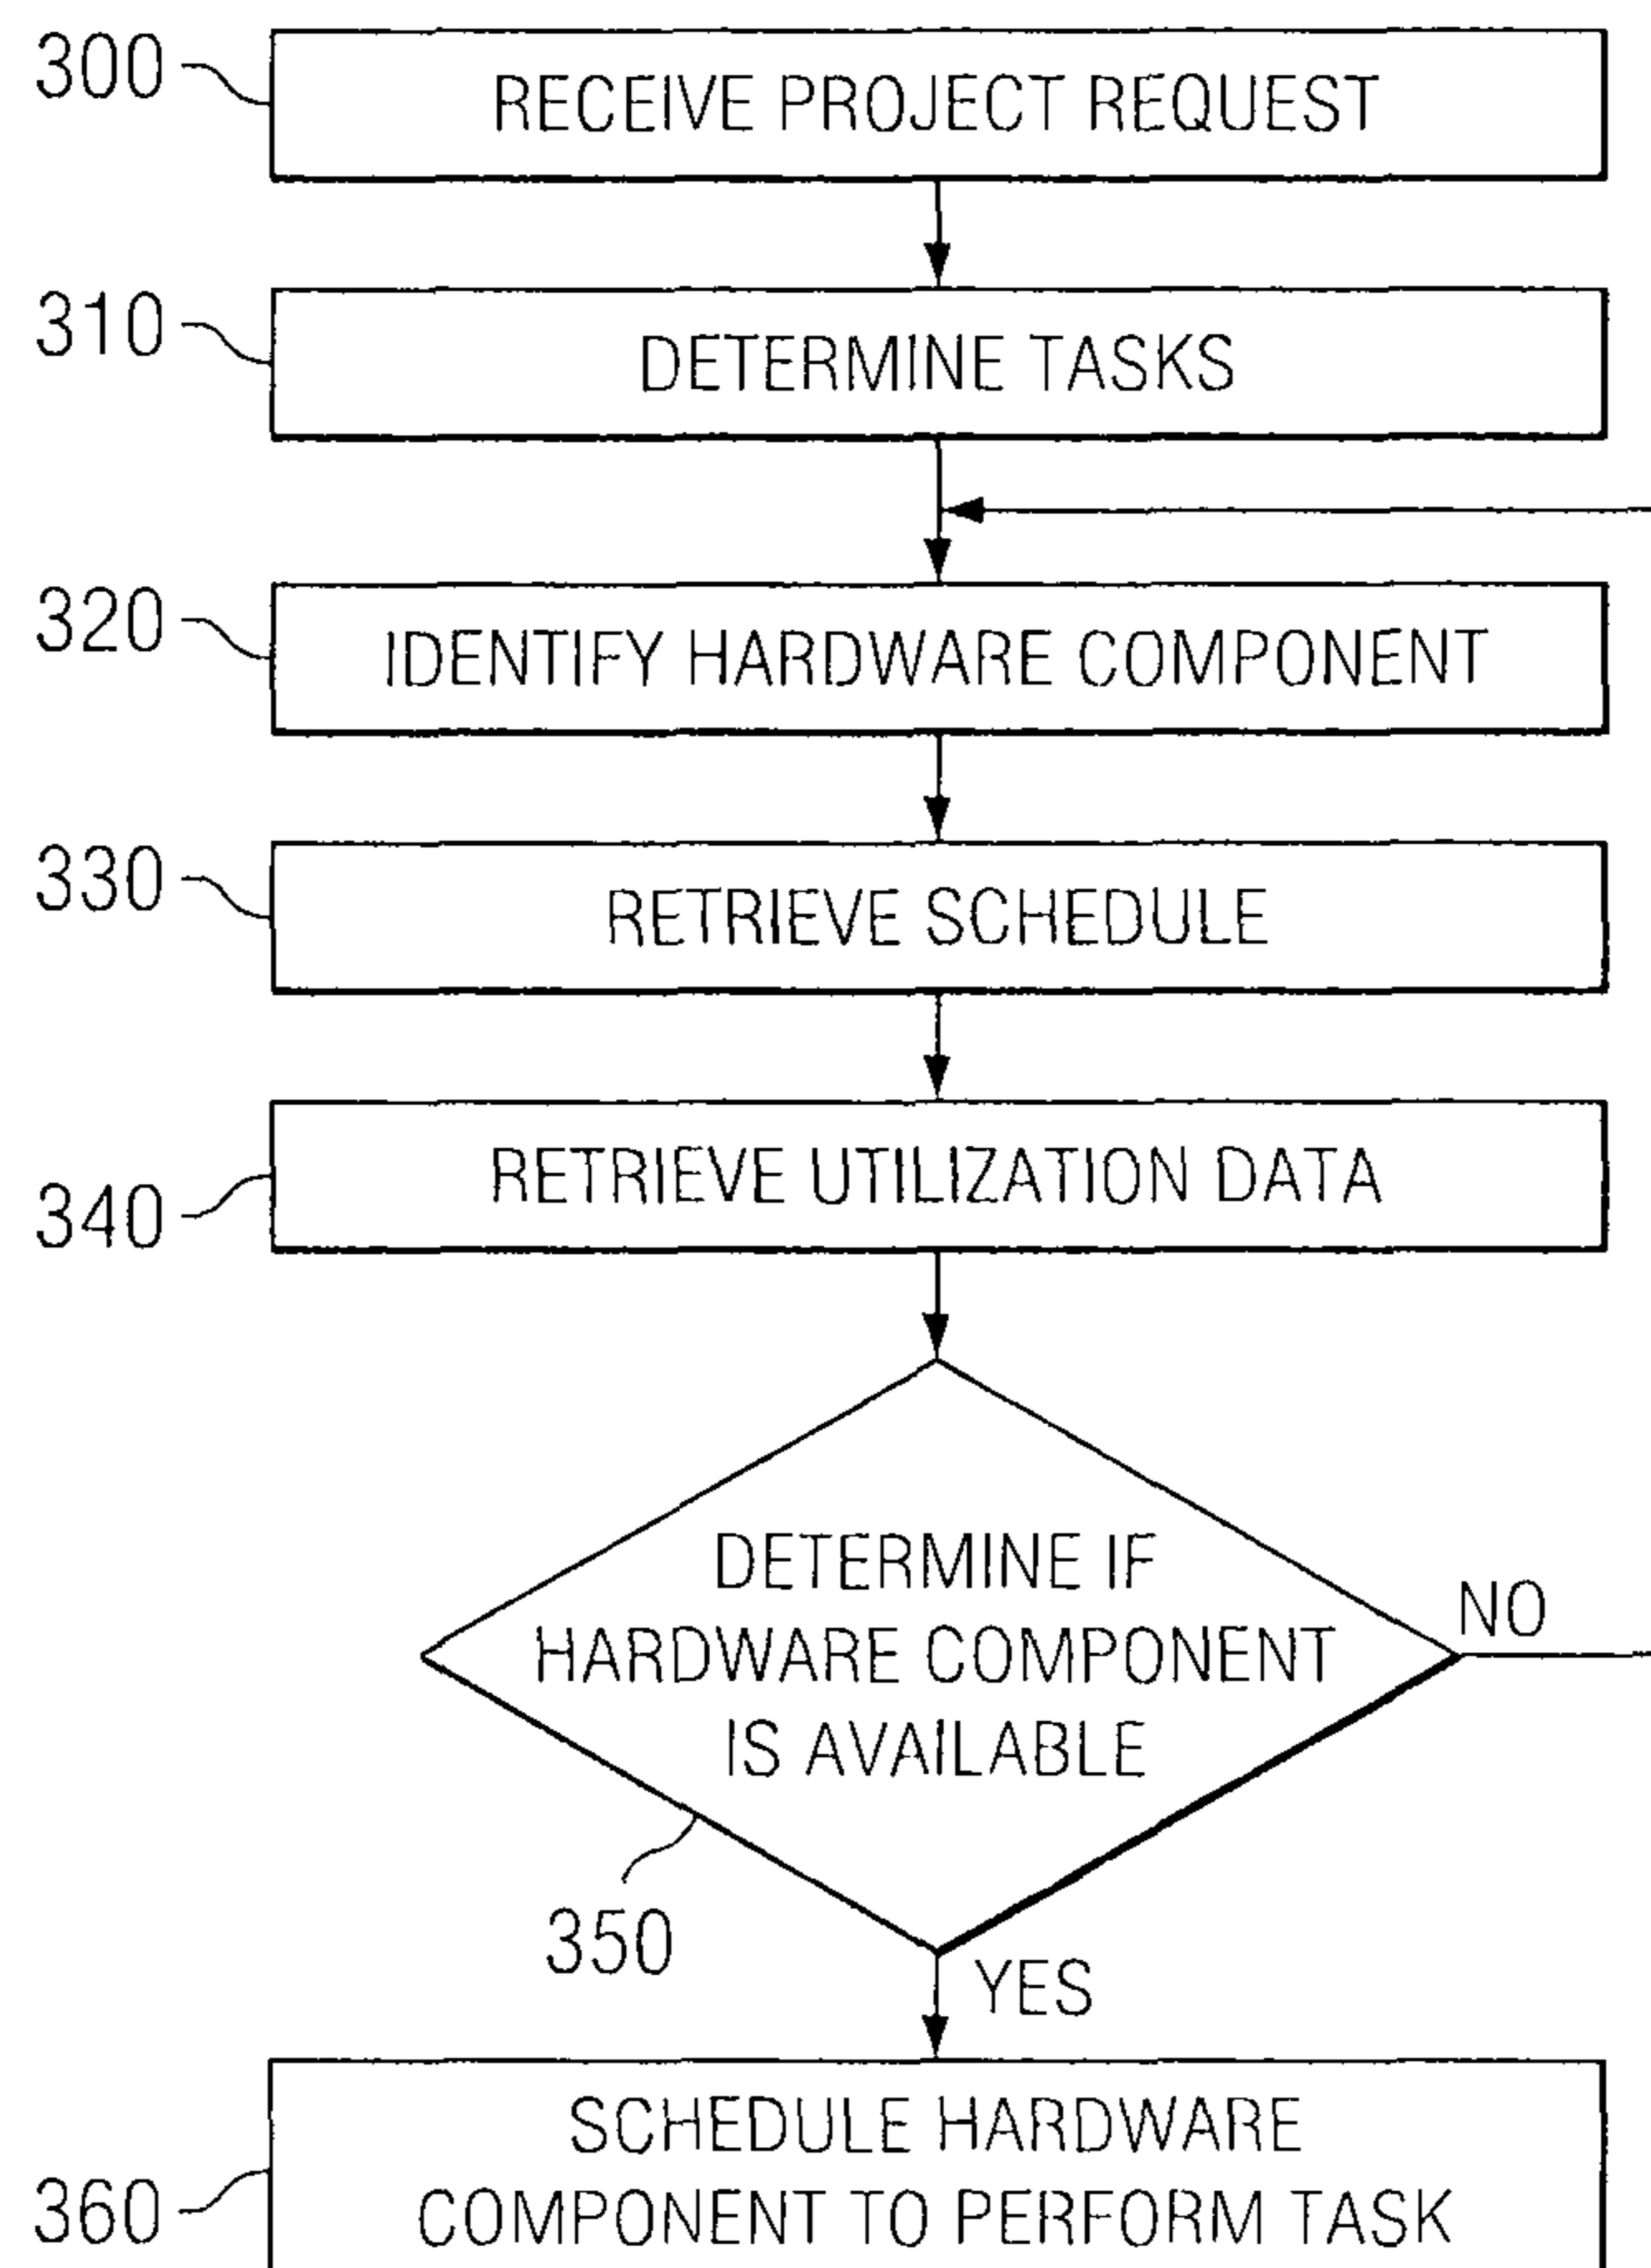 300
RECEIVE PROJECT REQUEST
310
DETERMINE TASKS
320
IDENTIFY HARDWARE COMPONENT
330
RETRIEVE SCHEDULE
340
RETRIEVE UTILIZATION DATA
DETERMINE IF
HARDWARE COMPONENT
IS AVAILABLE
NO
350
YES
360
SCHEDULE HARDWARE
COMPONENT TO PERFORM TASK